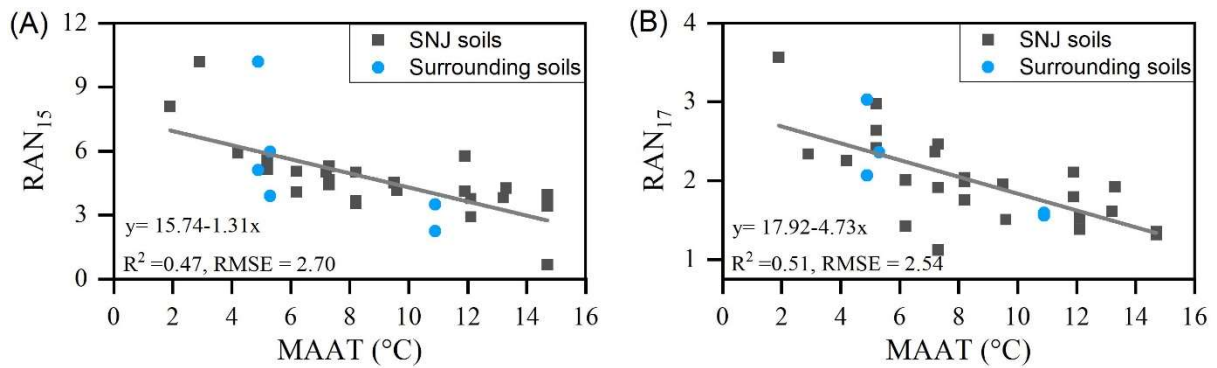 (A)
12
9
6
3
0
RAN15
SNJ soils
Surrounding soils
y= 15.74-1.31x
R2 =0.47, RMSE = 2.70
0 2 4 6 8 10 12 14 16
MAAT (°C)
(B)
4
3
2
1
RAN17
SNJ soils
Surrounding soils
y= 17.92-4.73x
R2 =0.51, RMSE = 2.54
0 2 4 6 8 10 12 14 16
MAAT (°C)